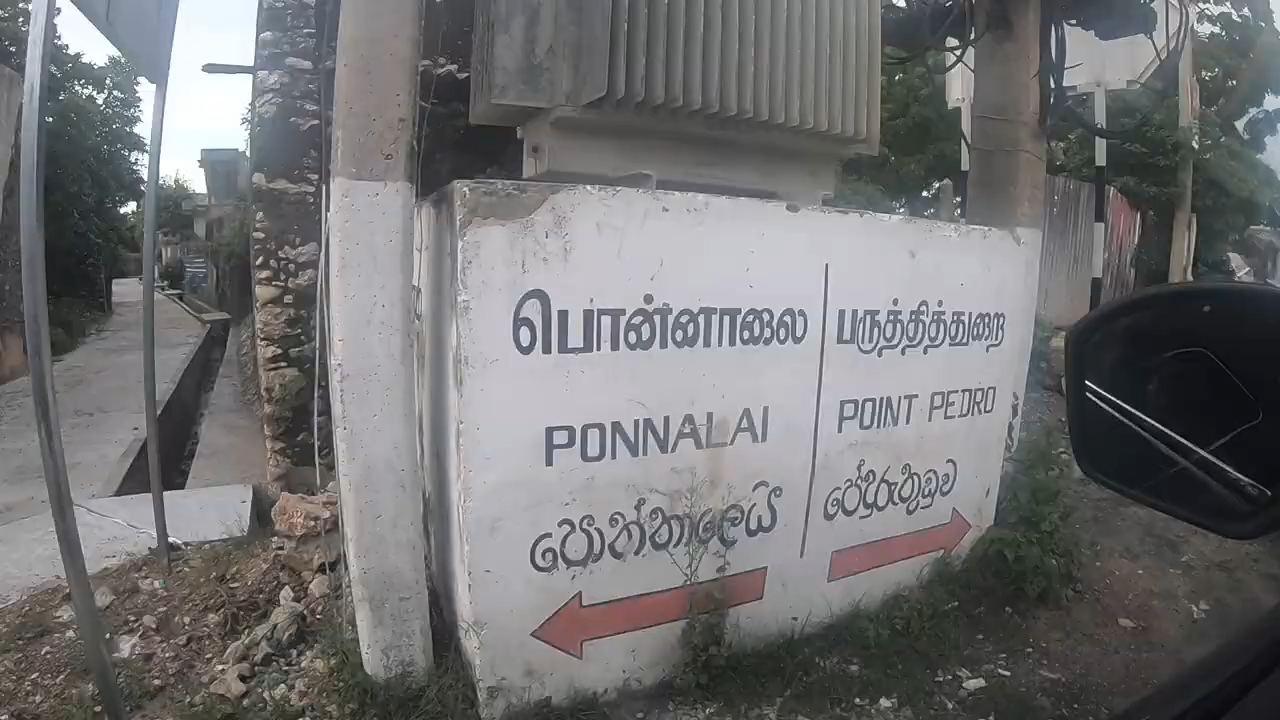 பொன்னாலை
PONNALAI
පොන්නාලෙයි
பருத்தித்துறை
POINT PEDRO
පේදුරුතුඩුව